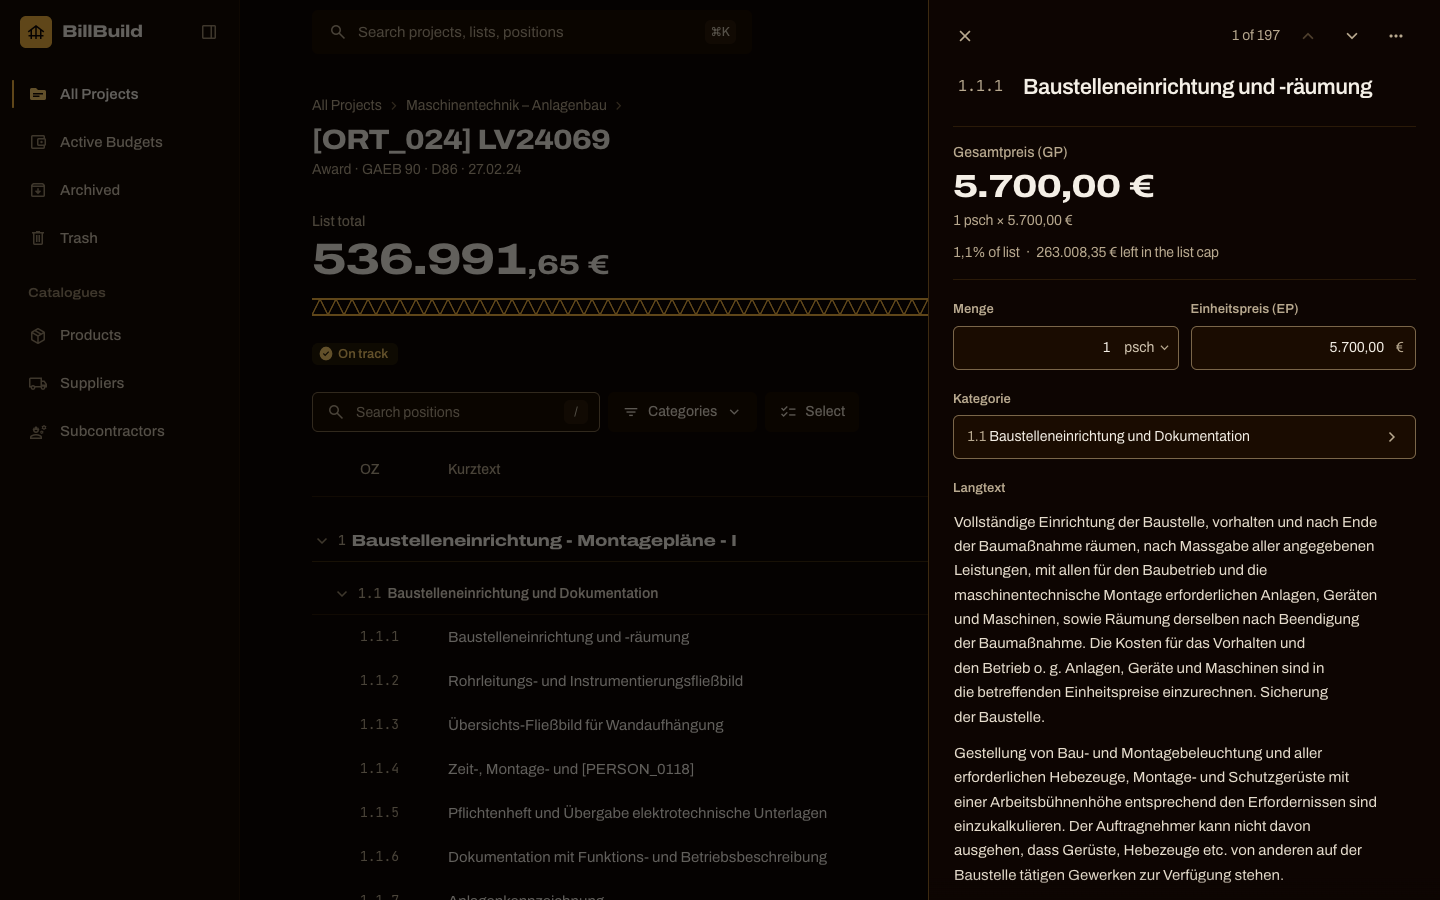 BillBuild
All Projects
Active Budgets
Archived
Trash
Catalogues
Products
Suppliers
Subcontractors
Search projects, lists, positions ⌘K
All Projects > Maschinentechnik – Anlagenbau >
[ORT_024] LV24069
Award · GAEB 90 · D86 · 27.02.24
List total
536.991,65 €
On track
Search positions /
Categories
Select
OZ Kurztext
1 Baustelleneinrichtung - Montagepläne - I
1.1 Baustelleneinrichtung und Dokumentation
1.1.1 Baustelleneinrichtung und -räumung
1.1.2 Rohrleitungs- und Instrumentierungsfließbild
1.1.3 Übersichts-Fließbild für Wandaufhängung
1.1.4 Zeit-, Montage- und [PERSON_0118]
1.1.5 Pflichtenheft und Übergabe elektrotechnische Unterlagen
1.1.6 Dokumentation mit Funktions- und Betriebsbeschreibung
1 of 197
1.1.1 Baustelleneinrichtung und -räumung
Gesamtpreis (GP)
5.700,00 €
1 psch × 5.700,00 €
1,1% of list · 263.008,35 € left in the list cap
Menge Einheitspreis (EP)
1 psch 5.700,00 €
Kategorie
1.1 Baustelleneinrichtung und Dokumentation
Langtext
Vollständige Einrichtung der Baustelle, vorhalten und nach Ende
der Baumaßnahme räumen, nach Massgabe aller angegebenen
Leistungen, mit allen für den Baubetrieb und die
maschinentechnische Montage erforderlichen Anlagen, Geräten
und Maschinen, sowie Räumung derselben nach Beendigung
der Baumaßnahme. Die Kosten für das Vorhalten und
den Betrieb o. g. Anlagen, Geräte und Maschinen sind in
die betreffenden Einheitspreise einzurechnen. Sicherung
der Baustelle.
Gestellung von Bau- und Montagebeleuchtung und aller
erforderlichen Hebezeuge, Montage- und Schutzgerüste mit
einer Arbeitsbühnenhöhe entsprechend den Erfordernissen sind
einzukalkulieren. Der Auftragnehmer kann nicht davon
ausgehen, dass Gerüste, Hebezeuge etc. von anderen auf der
Baustelle tätigen Gewerken zur Verfügung stehen.